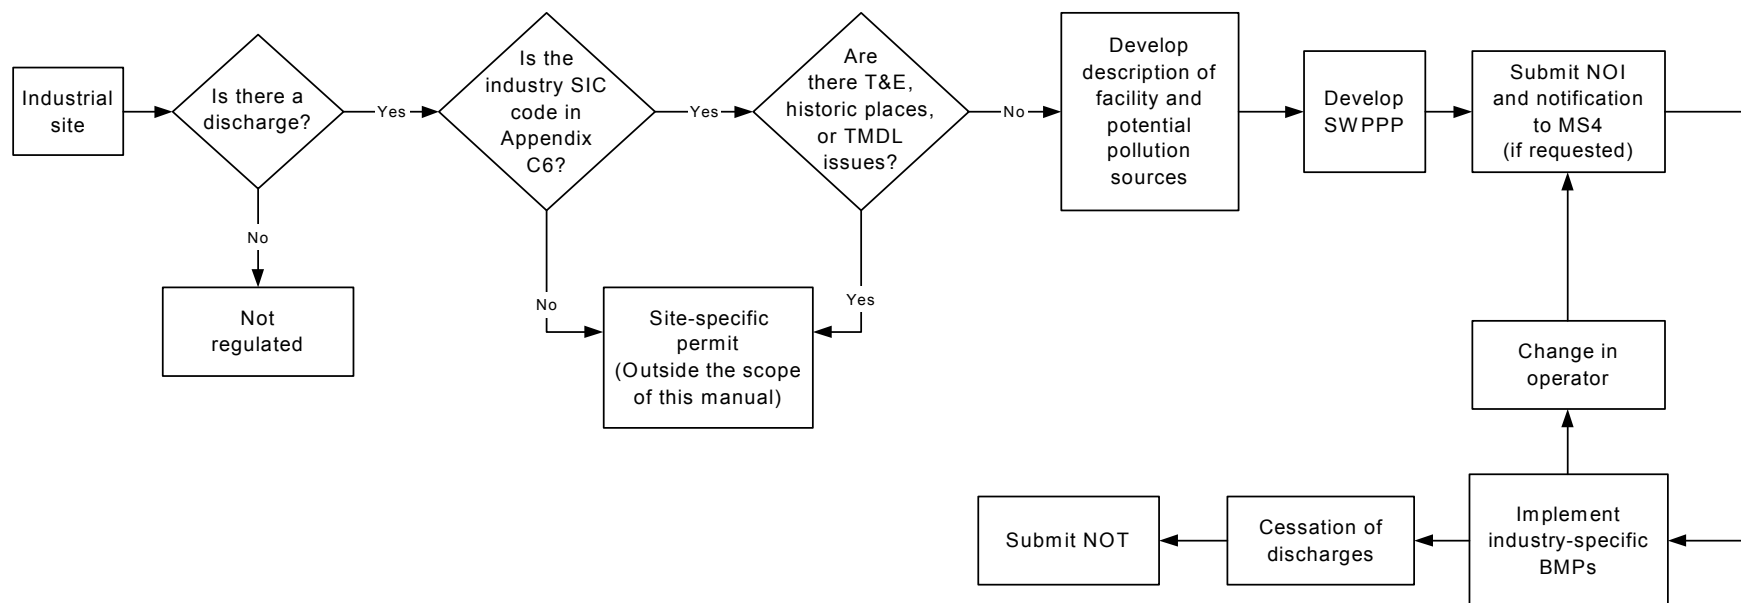 Industrial
site
Is there a
discharge?
Yes
No
Not
regulated
Is the
industry SIC
code in
Appendix
C6?
Yes
No
Are
there T&E,
historic places,
or TMDL
issues?
No
Yes
Site-specific
permit
(Outside the scope
of this manual)
Develop
description of
facility and
potential
pollution
sources
Develop
SWPPP
Submit NOI
and notification
to MS4
(if requested)
Change in
operator
Implement
industry-specific
BMPs
Cessation of
discharges
Submit NOT